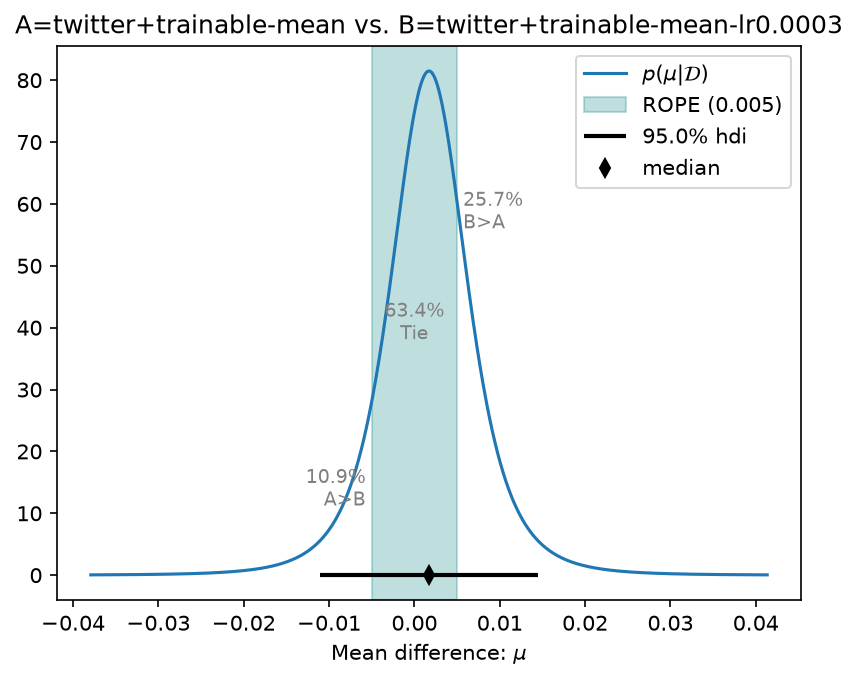 A=twitter+trainable-mean vs. B=twitter+trainable-mean-lr0.0003
p(μ|𝒟)
ROPE (0.005)
95.0% hdi
median
80
70
60
50
40
30
20
10
0
25.7%
B>A
63.4%
Tie
10.9%
A>B
−0.04 −0.03 −0.02 −0.01 0.00 0.01 0.02 0.03 0.04
Mean difference: μ